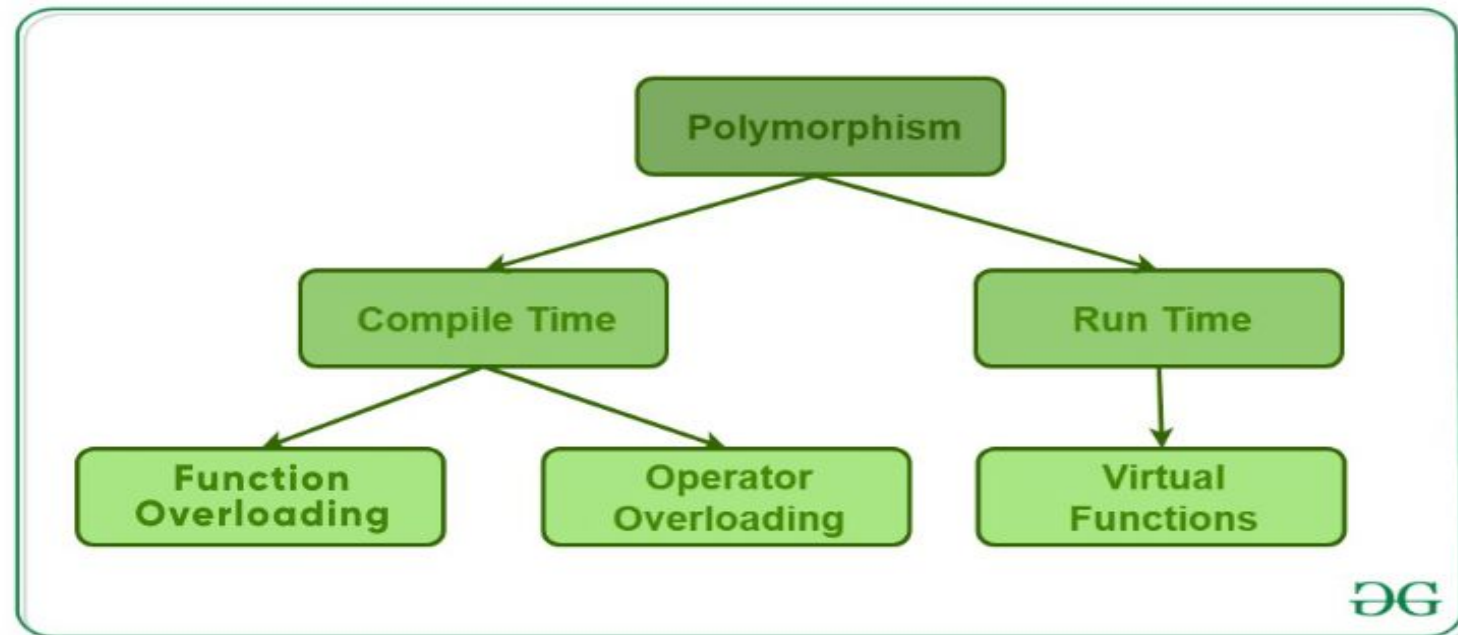 Polymorphism
Compile Time
Run Time
Function
Overloading
Operator
Overloading
Virtual
Functions